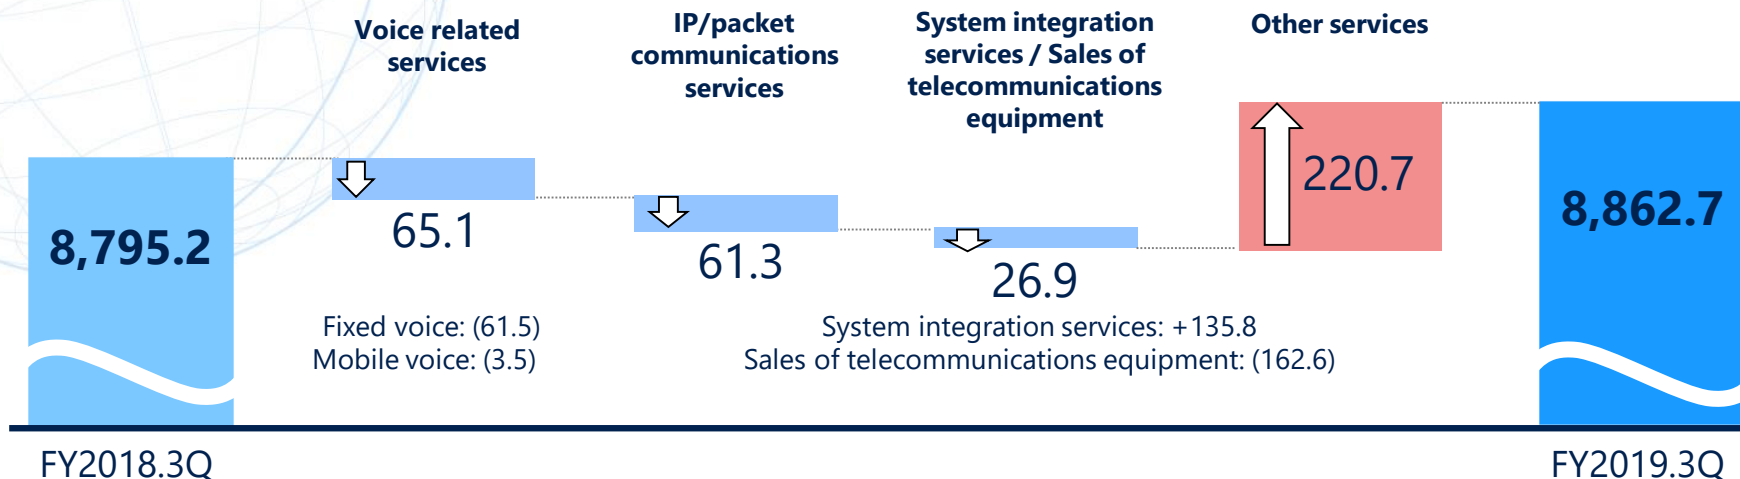 Voice related
services
IP/packet
communications
services
System integration
services / Sales of
telecommunications
equipment
Other services
8,795.2
65.1
61.3
26.9
220.7
8,862.7
Fixed voice: (61.5)
Mobile voice: (3.5)
System integration services: +135.8
Sales of telecommunications equipment: (162.6)
FY2018.3Q
FY2019.3Q